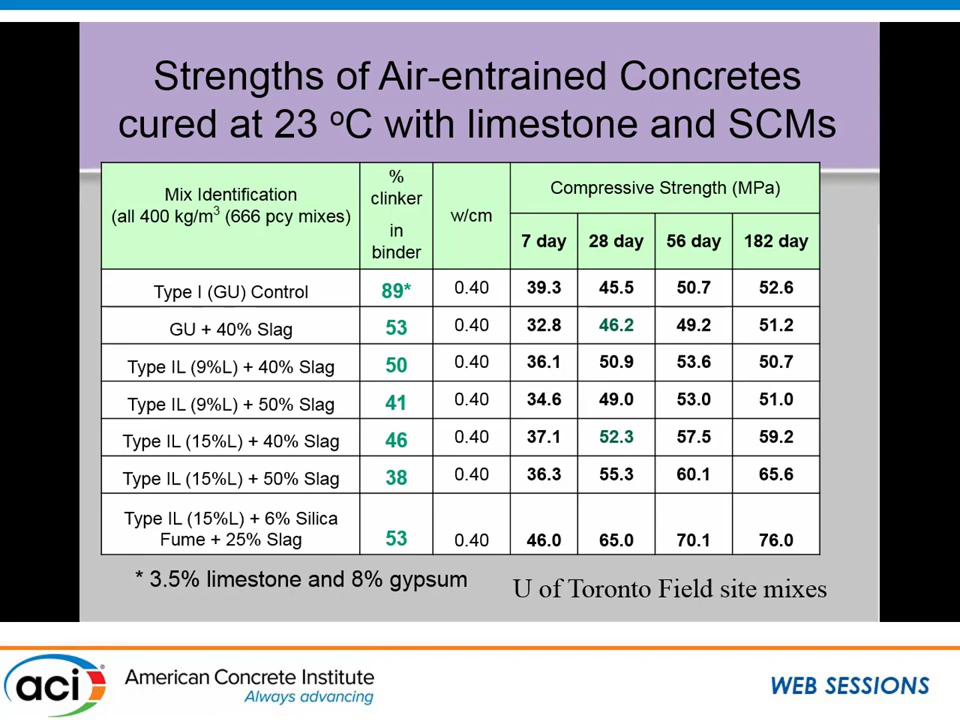 Strengths of Air-entrained Concretes
cured at 23 ºC with limestone and SCMs
Mix Identification
(all 400 kg/m³ (666 pcy mixes)
%
clinker
in
binder
w/cm
Compressive Strength (MPa)
7 day 28 day 56 day 182 day
Type I (GU) Control 89* 0.40 39.3 45.5 50.7 52.6
GU + 40% Slag 53 0.40 32.8 46.2 49.2 51.2
Type IL (9%L) + 40% Slag 50 0.40 36.1 50.9 53.6 50.7
Type IL (9%L) + 50% Slag 41 0.40 34.6 49.0 53.0 51.0
Type IL (15%L) + 40% Slag 46 0.40 37.1 52.3 57.5 59.2
Type IL (15%L) + 50% Slag 38 0.40 36.3 55.3 60.1 65.6
Type IL (15%L) + 6% Silica
Fume + 25% Slag 53 0.40 46.0 65.0 70.1 76.0
* 3.5% limestone and 8% gypsum
U of Toronto Field site mixes
aci
American Concrete Institute
Always advancing
WEB SESSIONS